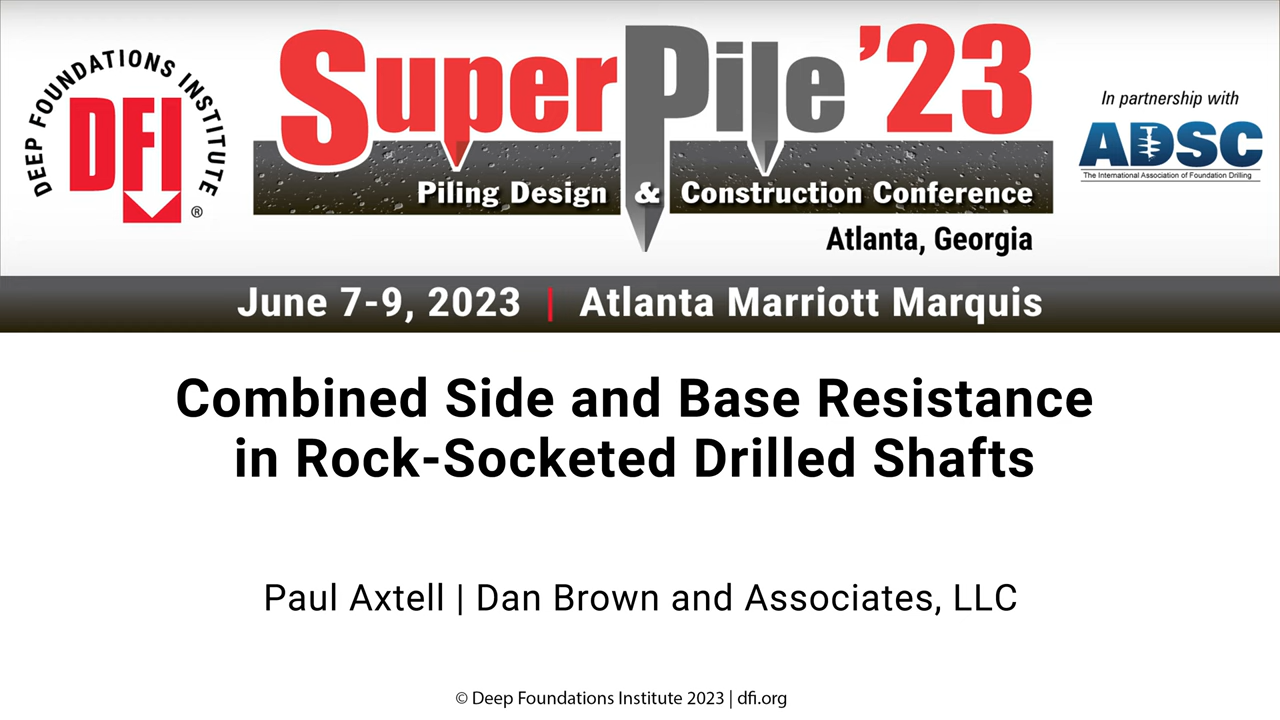 DEEP FOUNDATIONS INSTITUTE
DFI
®
SuperPile '23
Piling Design & Construction Conference
Atlanta, Georgia
In partnership with
ADSC
The International Association of Foundation Drilling
June 7-9, 2023 | Atlanta Marriott Marquis
Combined Side and Base Resistance
in Rock-Socketed Drilled Shafts
Paul Axtell | Dan Brown and Associates, LLC
© Deep Foundations Institute 2023 | dfi.org